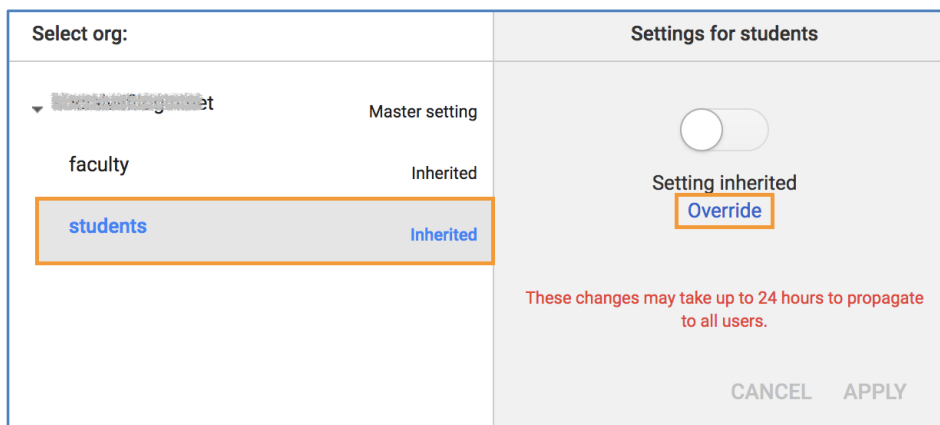 Select org:
Settings for students
Master setting
faculty
Inherited
students
Inherited
Setting inherited
Override
These changes may take up to 24 hours to propagate
to all users.
CANCEL APPLY